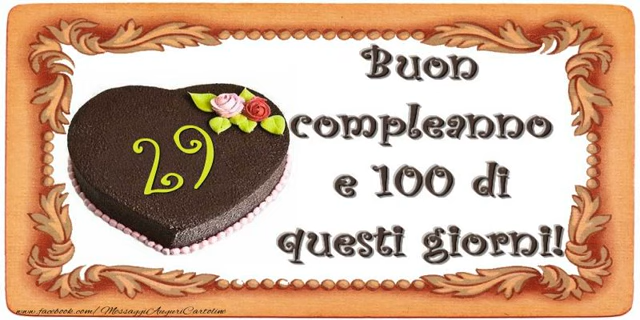 29
Buon
compleanno
e 100 di
questi giorni!
www.facebook.com/MessaggiAuguriCartoline